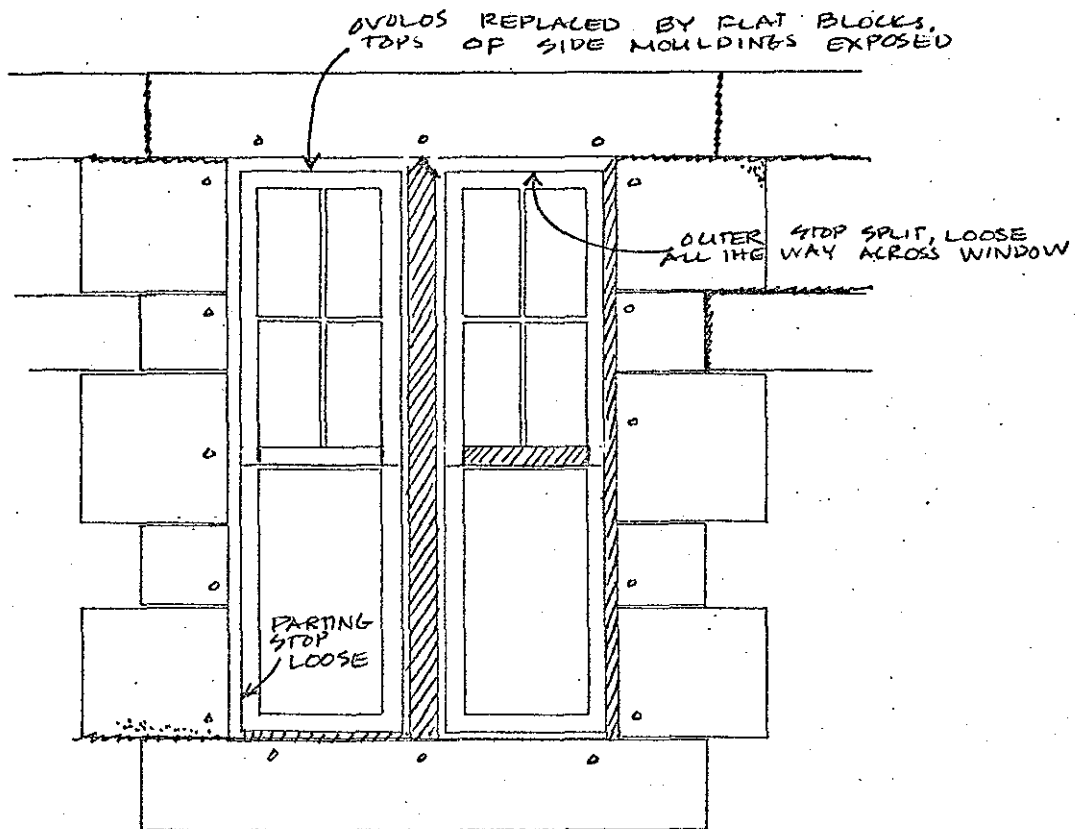 OVOLOS REPLACED BY FLAT BLOCKS,
TOPS OF SIDE MOULDINGS EXPOSED
OUTER STOP SPLIT, LOOSE
ALL THE WAY ACROSS WINDOW
PARTING
STOP
LOOSE